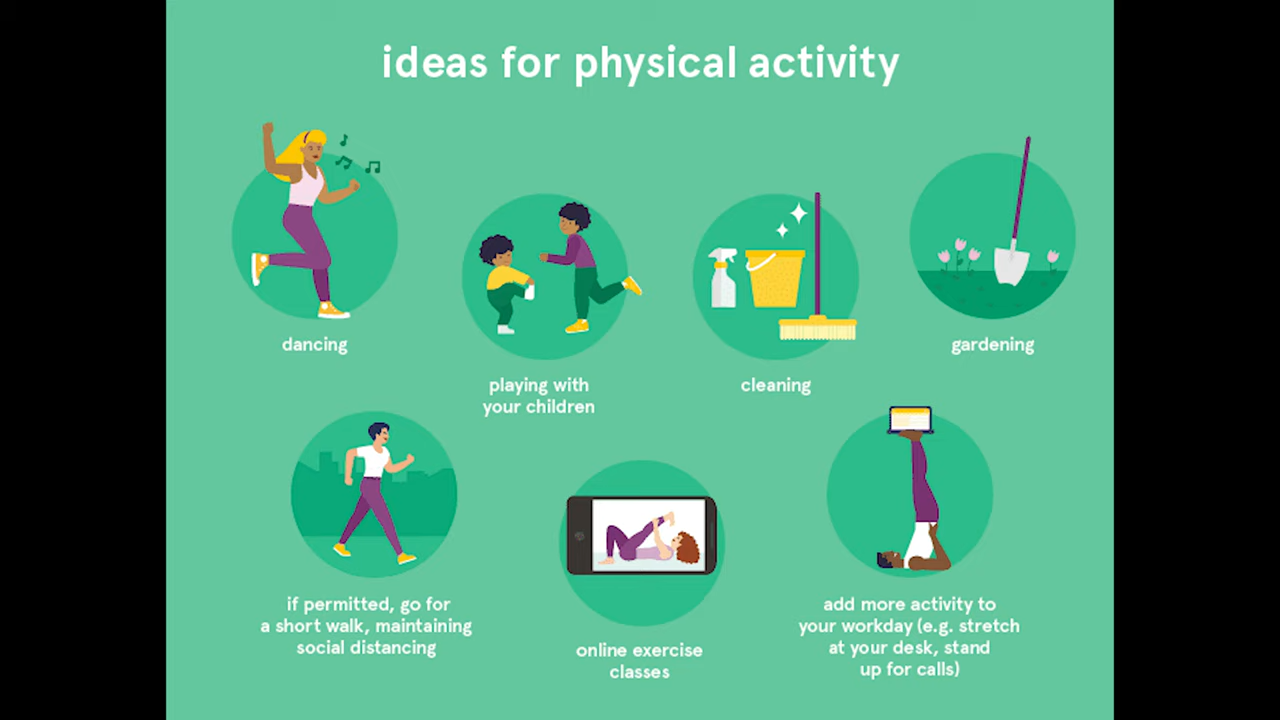 ideas for physical activity
dancing
playing with
your children
cleaning
gardening
if permitted, go for
a short walk, maintaining
social distancing
online exercise
classes
add more activity to
your workday (e.g. stretch
at your desk, stand
up for calls)